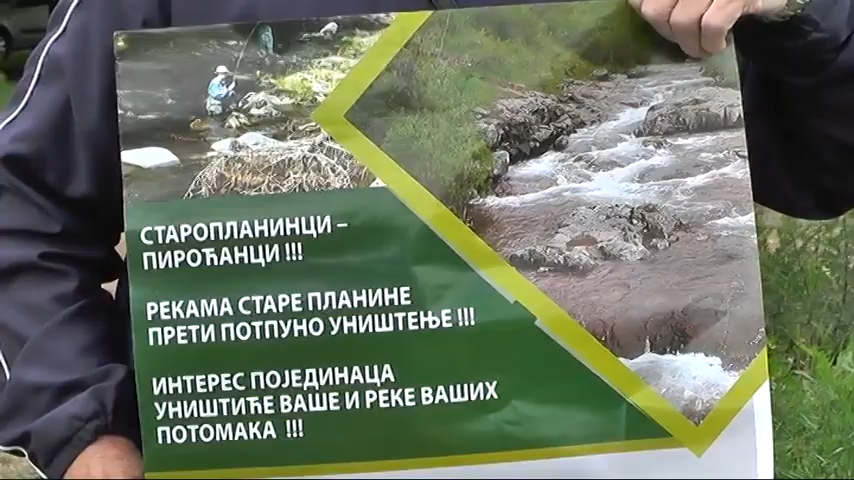 СТАРОПЛАНИНЦИ –
ПИРОЋАНЦИ !!!
РЕКАМА СТАРЕ ПЛАНИНЕ
ПРЕТИ ПОТПУНО УНИШТЕЊЕ !!!
ИНТЕРЕС ПОЈЕДИНАЦА
УНИШТИЋЕ ВАШЕ И РЕКЕ ВАШИХ
ПОТОМАКА !!!